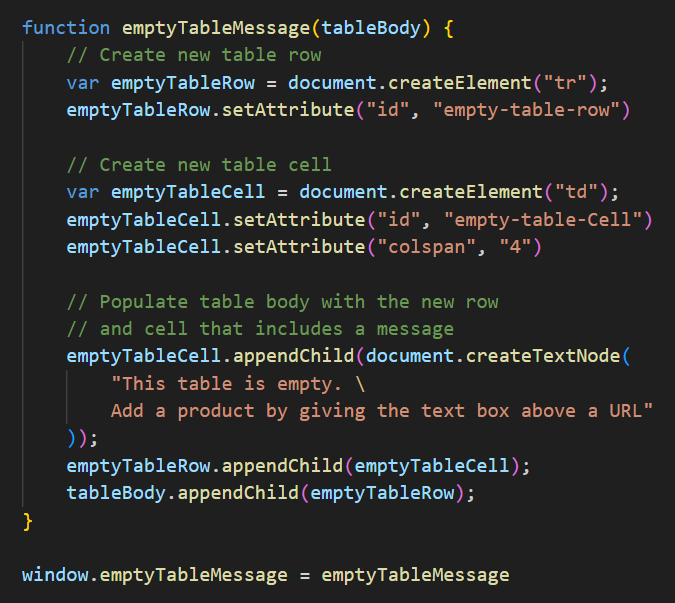 function emptyTableMessage(tableBody) {
    // Create new table row
    var emptyTableRow = document.createElement("tr");
    emptyTableRow.setAttribute("id", "empty-table-row")

    // Create new table cell
    var emptyTableCell = document.createElement("td");
    emptyTableCell.setAttribute("id", "empty-table-Cell")
    emptyTableCell.setAttribute("colspan", "4")

    // Populate table body with the new row
    // and cell that includes a message
    emptyTableCell.appendChild(document.createTextNode(
        "This table is empty. \
        Add a product by giving the text box above a URL"
    ));
    emptyTableRow.appendChild(emptyTableCell);
    tableBody.appendChild(emptyTableRow);
}

window.emptyTableMessage = emptyTableMessage